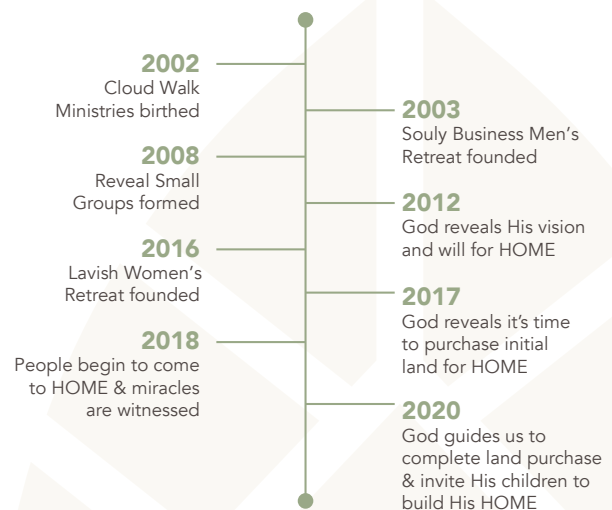 2002
Cloud Walk
Ministries birthed
2003
Souly Business Men's
Retreat founded
2008
Reveal Small
Groups formed
2012
God reveals His vision
and will for HOME
2016
Lavish Women's
Retreat founded
2017
God reveals it's time
to purchase initial
land for HOME
2018
People begin to come
to HOME & miracles
are witnessed
2020
God guides us to
complete land purchase
& invite His children to
build His HOME